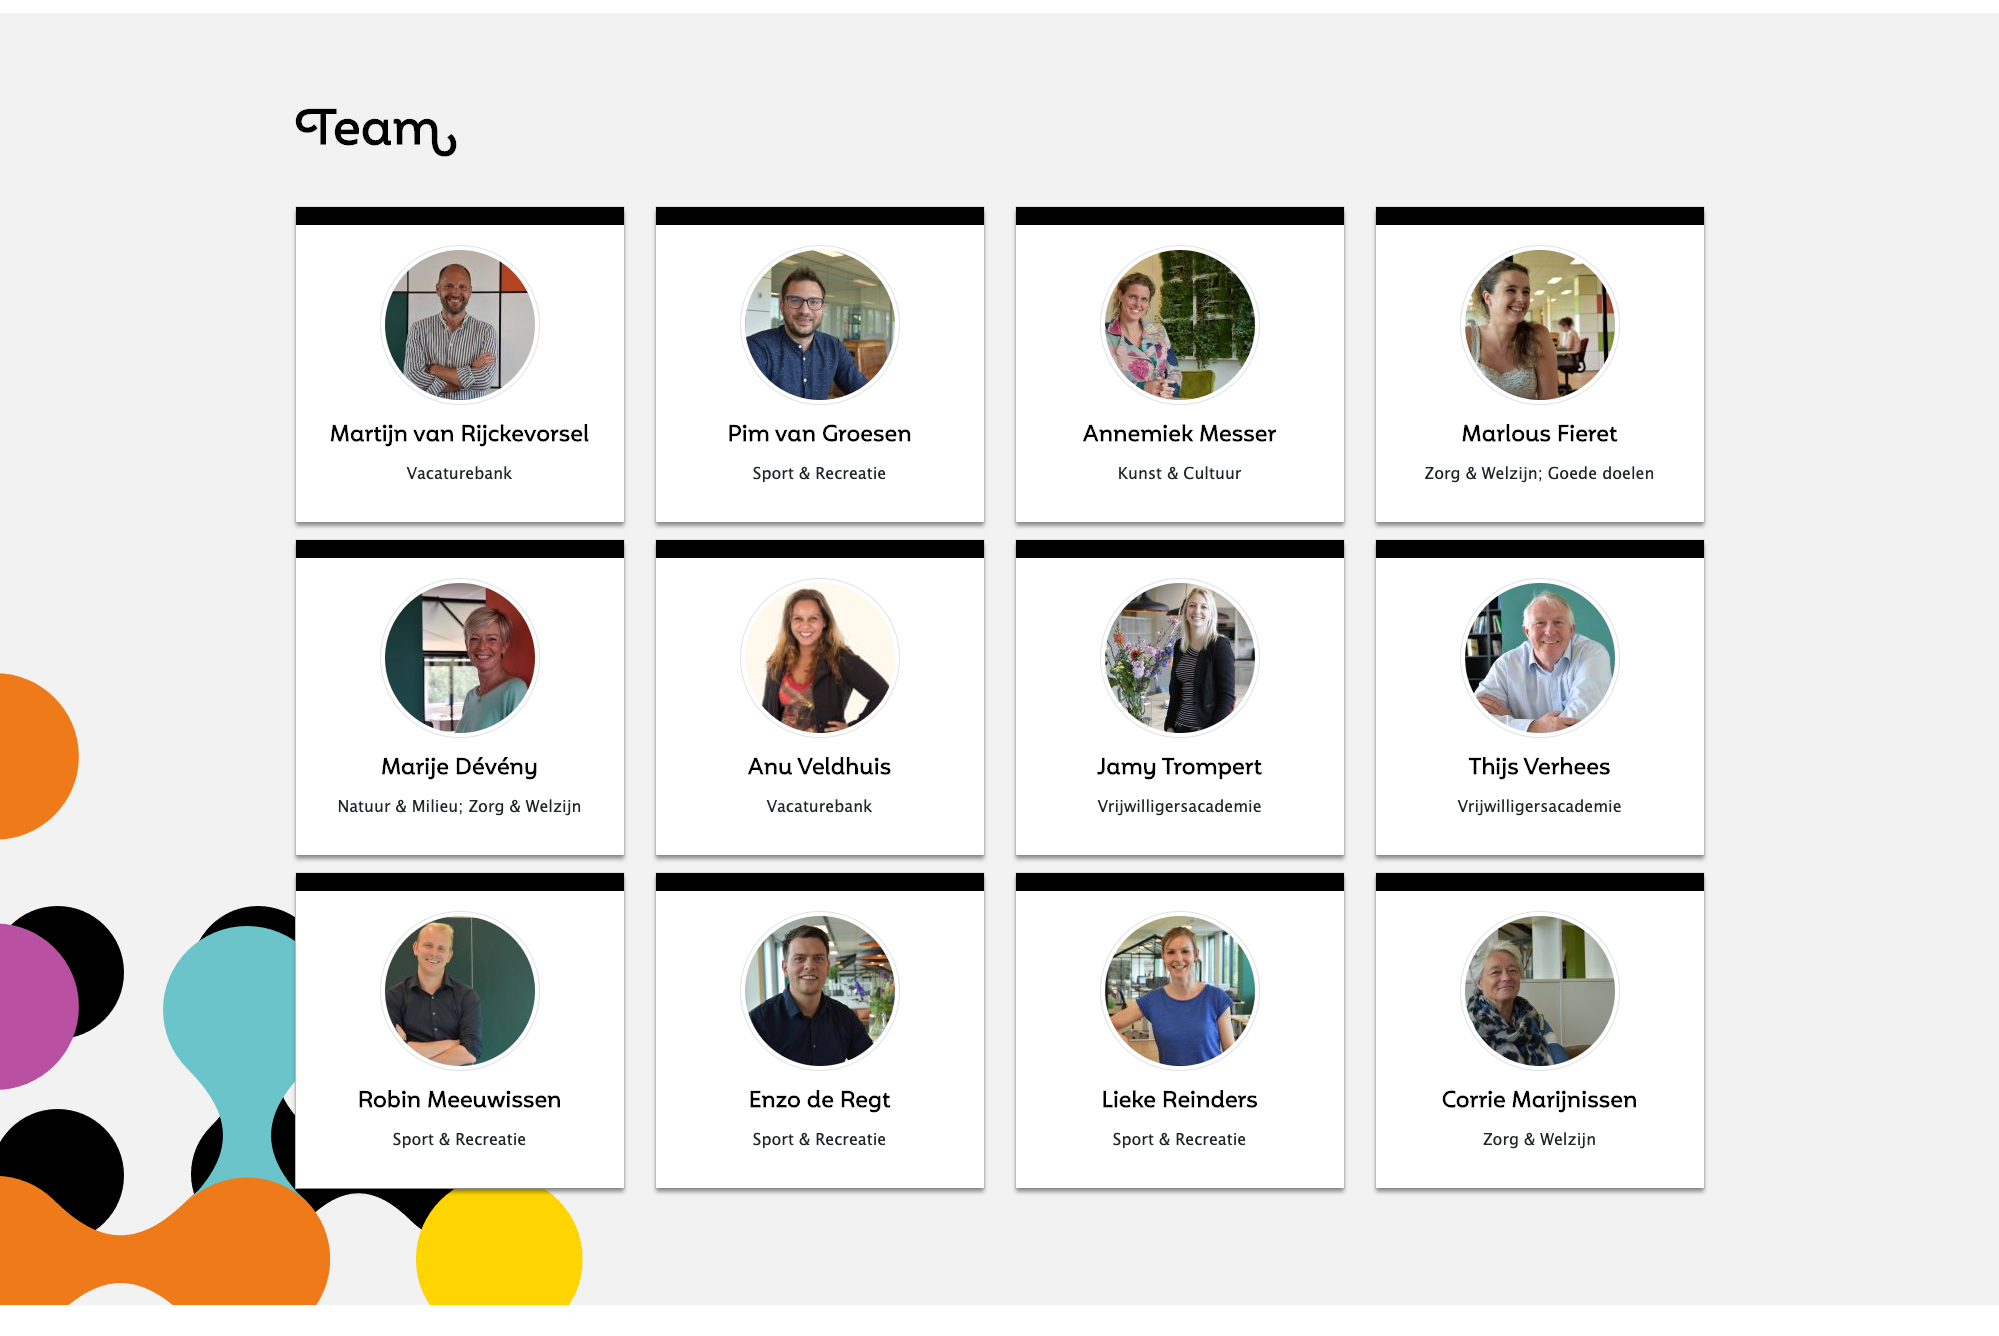 Team
Martijn van Rijckevorsel
Vacaturebank
Pim van Groesen
Sport & Recreatie
Annemiek Messer
Kunst & Cultuur
Marlous Fieret
Zorg & Welzijn; Goede doelen
Marije Dévény
Natuur & Milieu; Zorg & Welzijn
Anu Veldhuis
Vacaturebank
Jamy Trompert
Vrijwilligersacademie
Thijs Verhees
Vrijwilligersacademie
Robin Meeuwissen
Sport & Recreatie
Enzo de Regt
Sport & Recreatie
Lieke Reinders
Sport & Recreatie
Corrie Marijnissen
Zorg & Welzijn